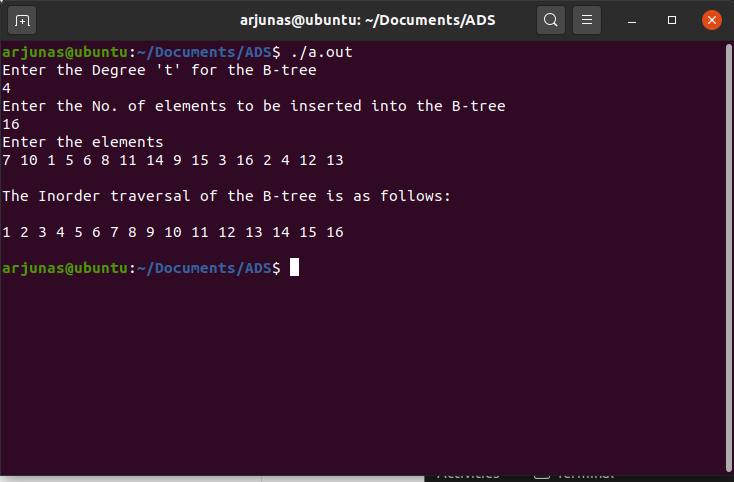 arjunas@ubuntu: ~/Documents/ADS
arjunas@ubuntu:~/Documents/ADS$ ./a.out
Enter the Degree 't' for the B-tree
4
Enter the No. of elements to be inserted into the B-tree
16
Enter the elements
7 10 1 5 6 8 11 14 9 15 3 16 2 4 12 13
The Inorder traversal of the B-tree is as follows:
1 2 3 4 5 6 7 8 9 10 11 12 13 14 15 16
arjunas@ubuntu:~/Documents/ADS$
Activities Terminal